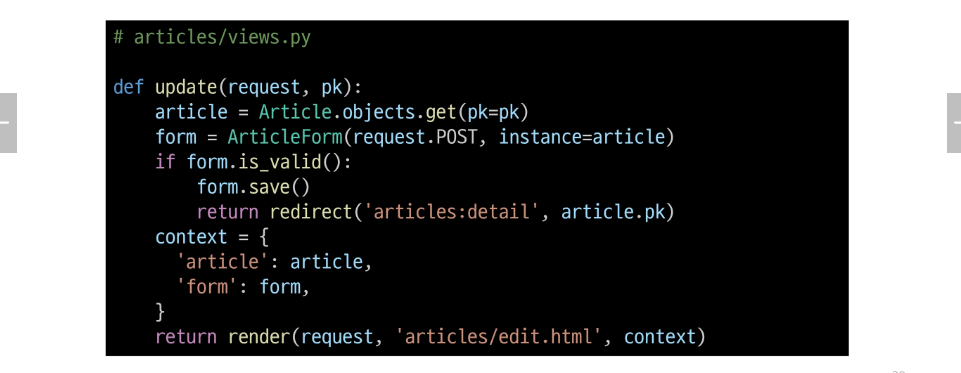 # articles/views.py

def update(request, pk):
    article = Article.objects.get(pk=pk)
    form = ArticleForm(request.POST, instance=article)
    if form.is_valid():
        form.save()
        return redirect('articles:detail', article.pk)
    context = {
      'article': article,
      'form': form,
    }
    return render(request, 'articles/edit.html', context)